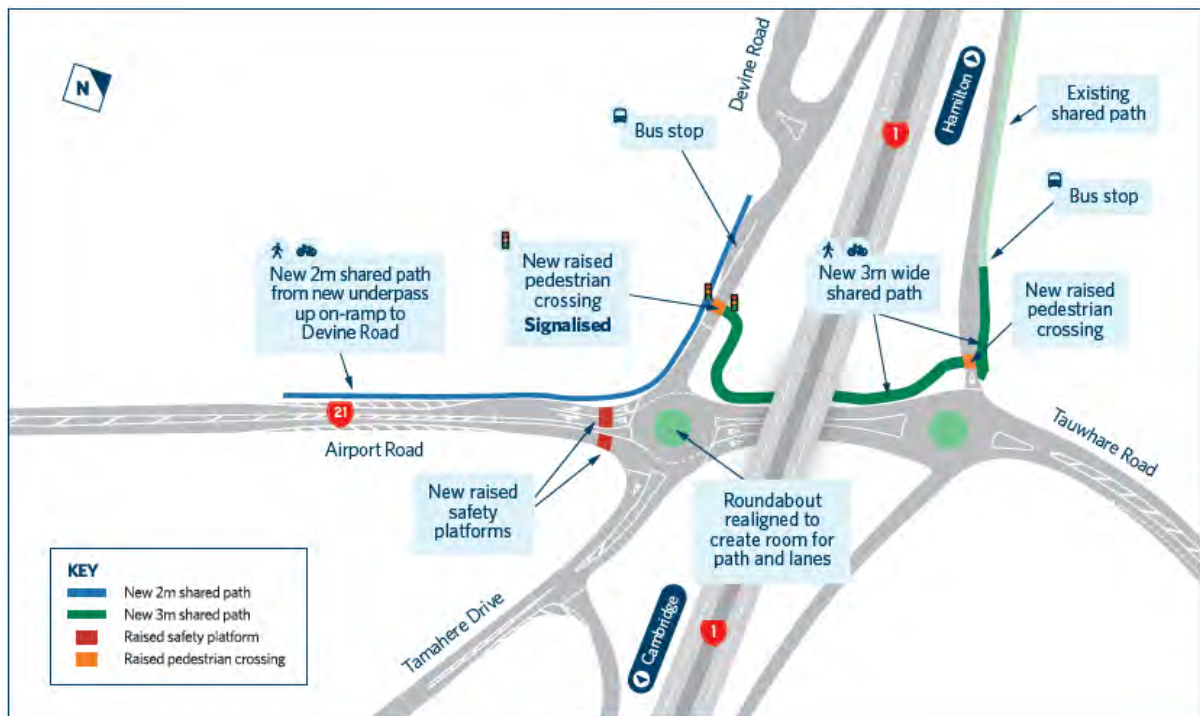 N
Devine Road
Hamilton
1
Existing
shared path
Bus stop
Bus stop
New 2m shared path
from new underpass
up on-ramp to
Devine Road
New raised
pedestrian
crossing
Signalised
New 3m wide
shared path
New raised
pedestrian
crossing
21
Airport Road
Tauwhare Road
New raised
safety
platforms
Roundabout
realigned to
create room for
path and lanes
Tamahere Drive
Cambridge
1
KEY
New 2m shared path
New 3m shared path
Raised safety platform
Raised pedestrian crossing